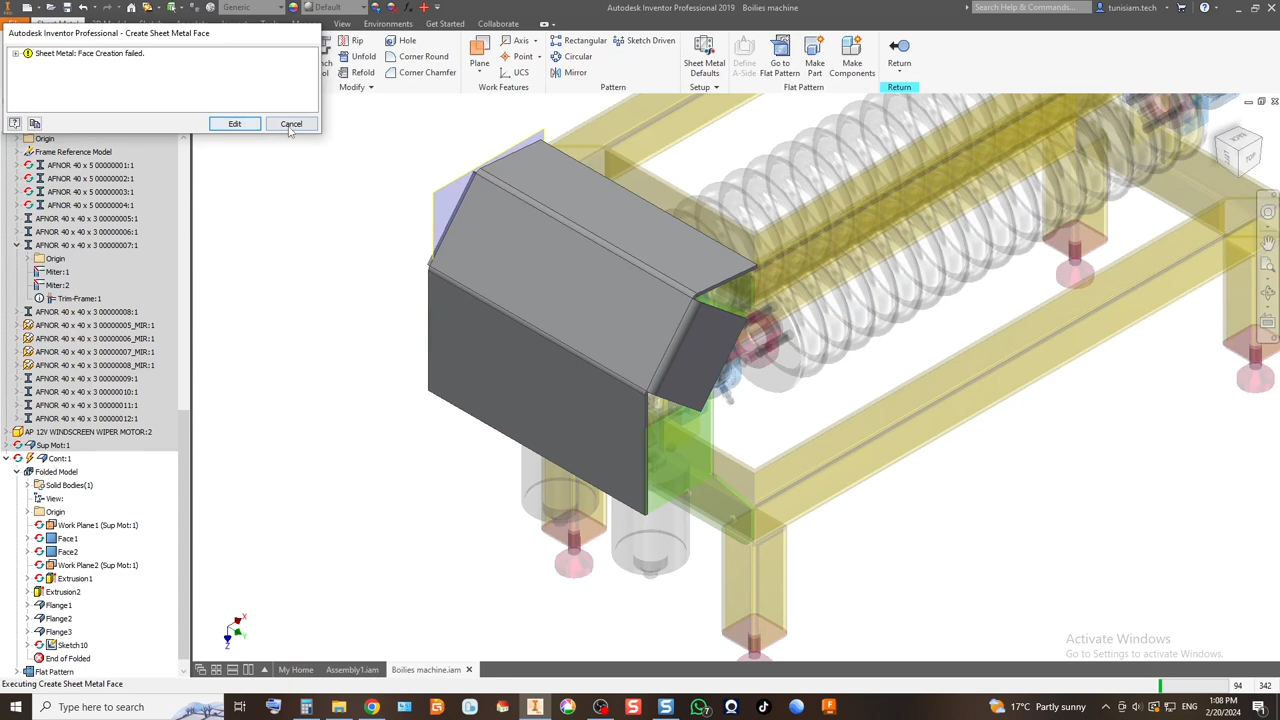 Generic
Default
Autodesk Inventor Professional 2019   Boilies machine
Search Help & Commands...
tunisiam.tech
View
Environments
Get Started
Collaborate
Autodesk Inventor Professional - Create Sheet Metal Face
Sheet Metal: Face Creation failed.
Edit
Cancel
Rip
Hole
Unfold
Corner Round
Refold
Corner Chamfer
Modify
Plane
Axis
Point
UCS
Work Features
Rectangular
Sketch Driven
Circular
Mirror
Pattern
Sheet Metal
Defaults
Setup
Define
A-Side
Go to
Flat Pattern
Make
Part
Make
Components
Flat Pattern
Return
Return
Origin
Frame Reference Model
AFNOR 40 x 5 00000001:1
AFNOR 40 x 5 00000002:1
AFNOR 40 x 5 00000003:1
AFNOR 40 x 5 00000004:1
AFNOR 40 x 40 x 3 00000005:1
AFNOR 40 x 40 x 3 00000006:1
AFNOR 40 x 40 x 3 00000007:1
Origin
Miter:1
Miter:2
Trim-Frame:1
AFNOR 40 x 40 x 3 00000008:1
AFNOR 40 x 40 x 3 00000005_MIR:1
AFNOR 40 x 40 x 3 00000006_MIR:1
AFNOR 40 x 40 x 3 00000007_MIR:1
AFNOR 40 x 40 x 3 00000008_MIR:1
AFNOR 40 x 40 x 3 00000009:1
AFNOR 40 x 40 x 3 00000010:1
AFNOR 40 x 40 x 3 00000011:1
AFNOR 40 x 40 x 3 00000012:1
AP 12V WINDSCREEN WIPER MOTOR:2
Sup Mot:1
Cont:1
Folded Model
Solid Bodies(1)
View:
Origin
Work Plane1 (Sup Mot:1)
Face1
Face2
Work Plane2 (Sup Mot:1)
Extrusion1
Extrusion2
Flange1
Flange2
Flange3
Sketch10
End of Folded
Flat Pattern
TOP
X
Y
Z
Activate Windows
Go to Settings to activate Windows.
My Home
Assembly1.iam
Boilies machine.iam
Executing Create Sheet Metal Face
94
342
Type here to search
17°C Partly sunny
1:08 PM
2/20/2024